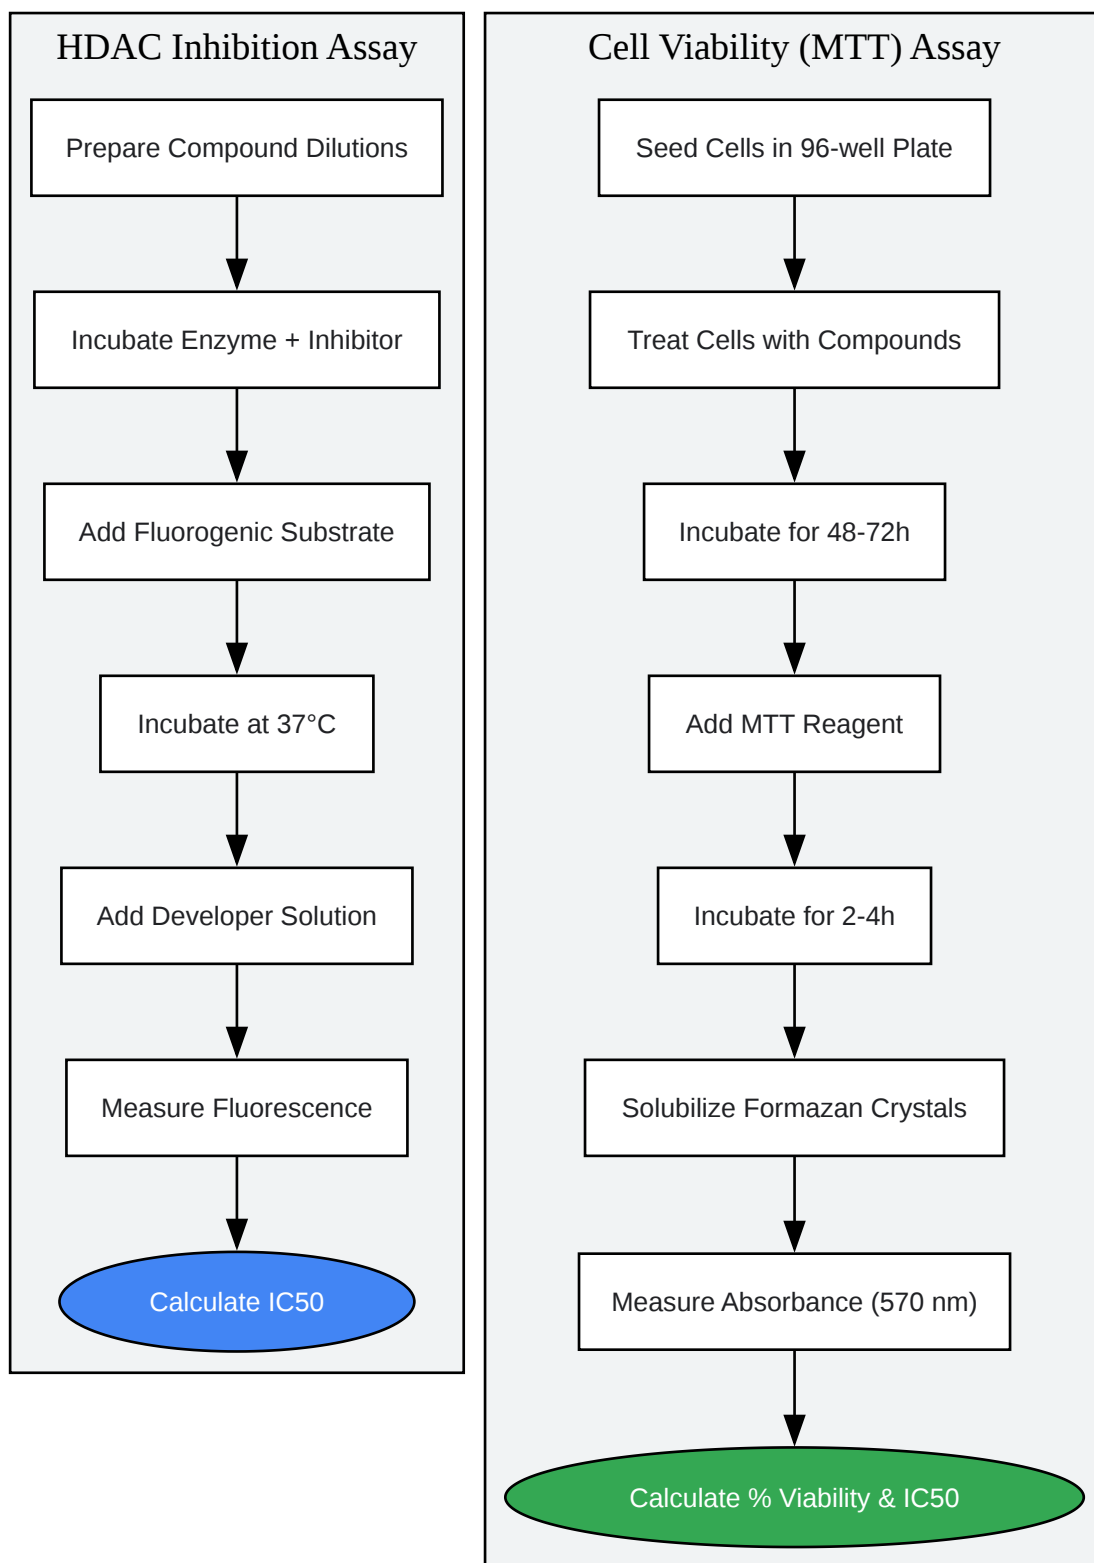 HDAC Inhibition Assay
Prepare Compound Dilutions
Incubate Enzyme + Inhibitor
Add Fluorogenic Substrate
Incubate at 37°C
Add Developer Solution
Measure Fluorescence
Calculate IC50
Cell Viability (MTT) Assay
Seed Cells in 96-well Plate
Treat Cells with Compounds
Incubate for 48-72h
Add MTT Reagent
Incubate for 2-4h
Solubilize Formazan Crystals
Measure Absorbance (570 nm)
Calculate % Viability & IC50